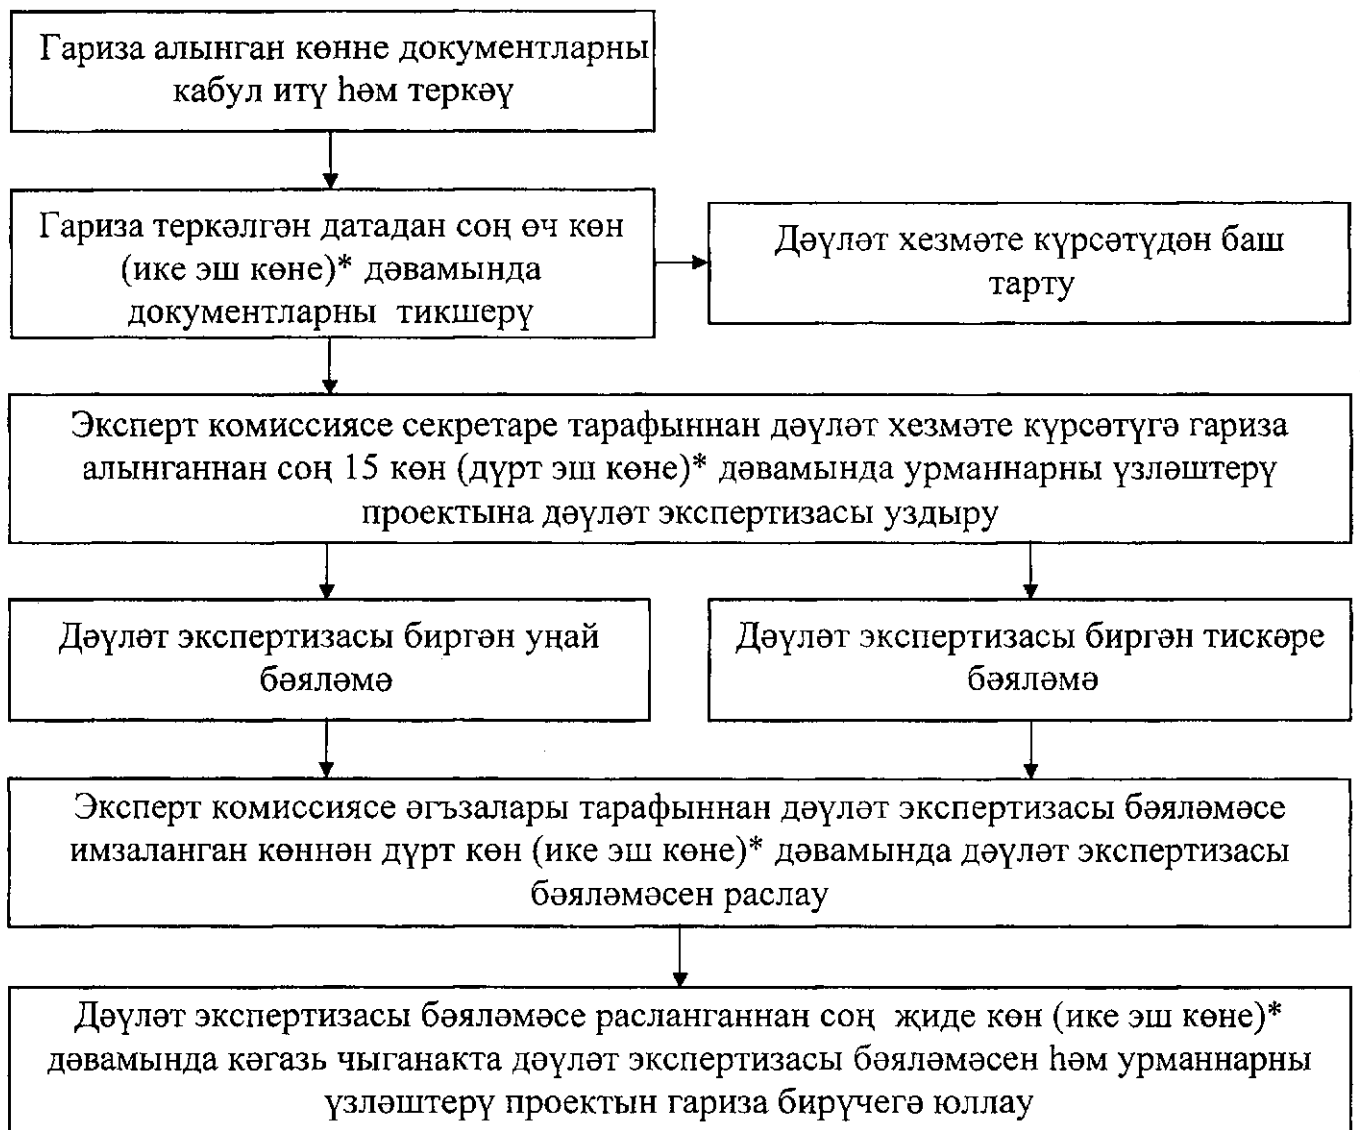 Гариза алынган көнне документларны
кабул итү һәм теркәү
Гариза теркәлгән датадан соң өч көн
(ике эш көне)* дәвамында
документларны тикшерү
Дәүләт хезмәте күрсәтүдән баш
тарту
Эксперт комиссиясе секретаре тарафыннан дәүләт хезмәте күрсәтүгә гариза
алынганнан соң 15 көн (дүрт эш көне)* дәвамында урманнарны үзләштерү
проектына дәүләт экспертизасы уздыру
Дәүләт экспертизасы биргән уңай
бәяләмә
Дәүләт экспертизасы биргән тискәре
бәяләмә
Эксперт комиссиясе әгъзалары тарафыннан дәүләт экспертизасы бәяләмәсе
имзаланган көннән дүрт көн (ике эш көне)* дәвамында дәүләт экспертизасы
бәяләмәсен раслау
Дәүләт экспертизасы бәяләмәсе расланганнан соң җиде көн (ике эш көне)*
дәвамында кәгазь чыганакта дәүләт экспертизасы бәяләмәсен һәм урманнарны
үзләштерү проектын гариза бирүчегә юллау